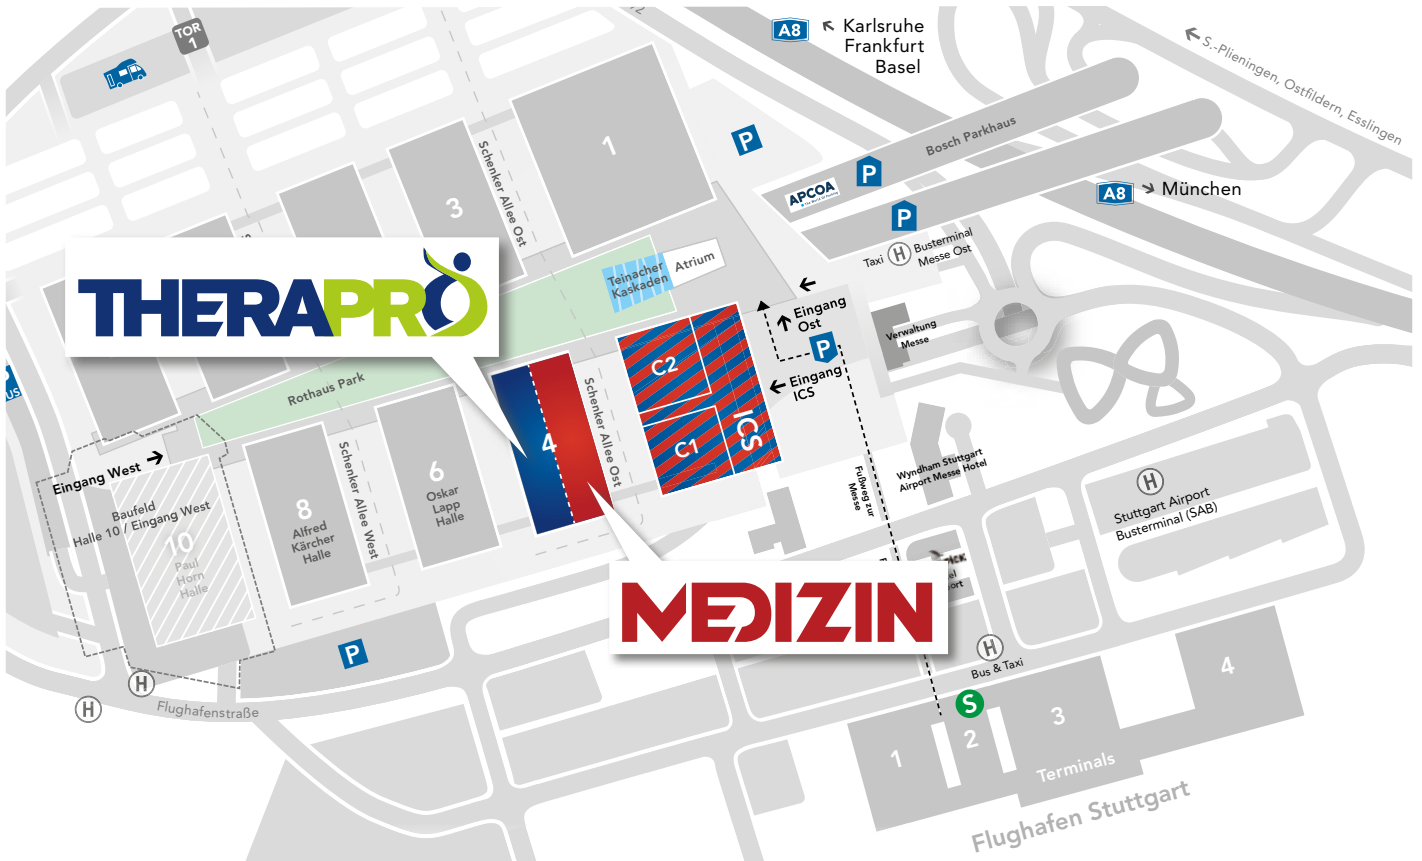 TOR
1
A8
Karlsruhe
Frankfurt
Basel
S.-Plieningen, Ostfildern, Esslingen
1
P
Bosch Parkhaus
P
APCOA
A8
München
P
3
Schenker Allee Ost
Taxi
H
Busterminal
Messe Ost
THERAPRO
Teinacher
Kaskaden
Atrium
Eingang
Ost
P
Verwaltung
Messe
Eingang
ICS
Rothaus Park
C2
C1
ICS
4
Schenker Allee Ost
Eingang West
Baufeld
Halle 10 / Eingang West
10
Paul
Horn
Halle
8
Alfred
Kärcher
Halle
Schenker Allee West
6
Oskar
Lapp
Halle
Fußweg zur
Messe
Wyndham Stuttgart
Airport Messe Hotel
H
Stuttgart Airport
Busterminal (SAB)
MEDIZIN
P
H
H
Flughafenstraße
H
Bus & Taxi
S
1
2
3
4
Terminals
Flughafen Stuttgart